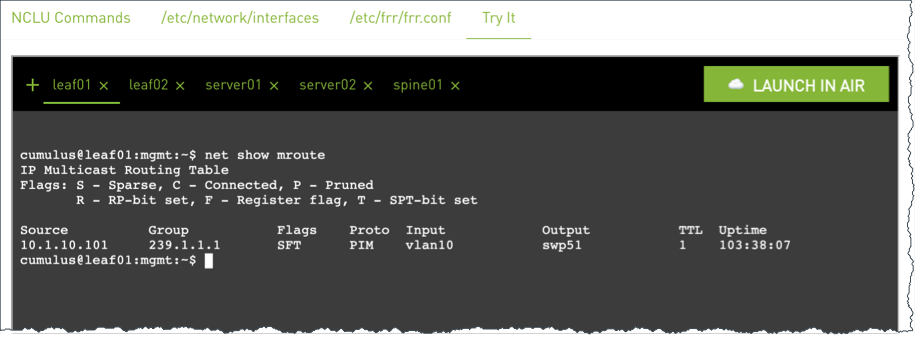 NCLU Commands /etc/network/interfaces /etc/frr/frr.conf Try It
+ leaf01 × leaf02 × server01 × server02 × spine01 × LAUNCH IN AIR
cumulus@leaf01:mgmt:~$ net show mroute
IP Multicast Routing Table
Flags: S - Sparse, C - Connected, P - Pruned
R - RP-bit set, F - Register flag, T - SPT-bit set
Source Group Flags Proto Input Output TTL Uptime
10.1.10.101 239.1.1.1 SFT PIM vlan10 swp51 1 103:38:07
cumulus@leaf01:mgmt:~$